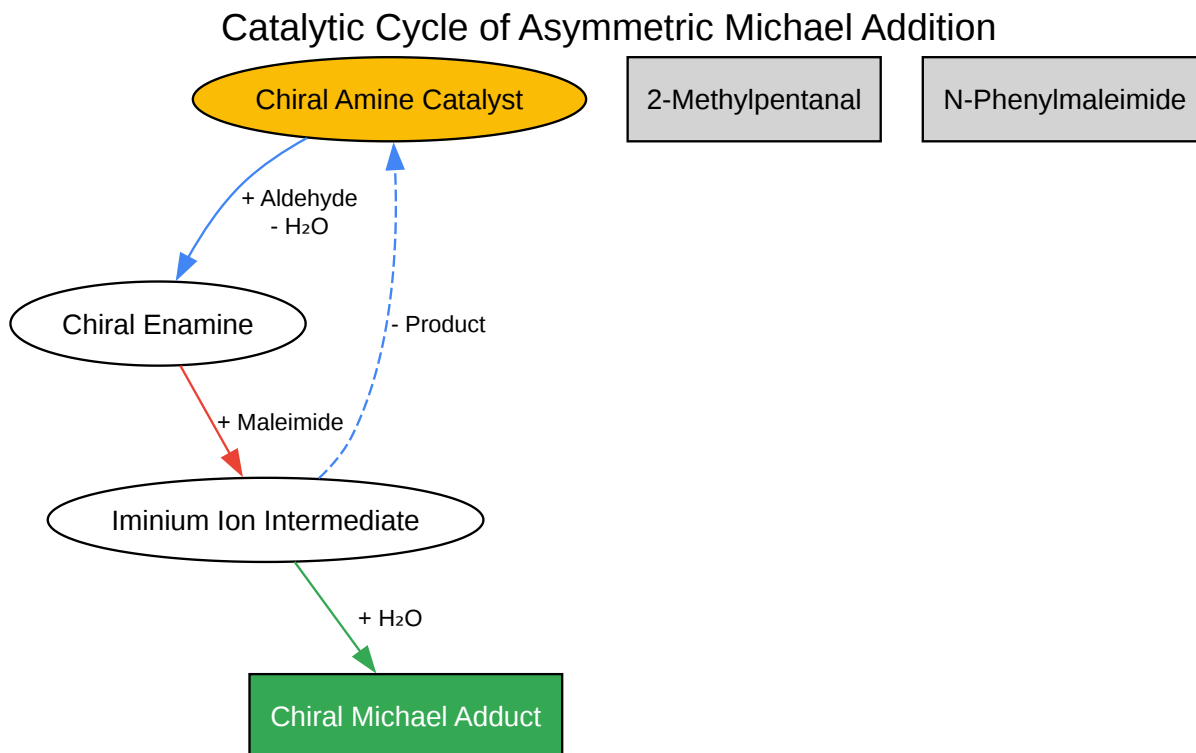 Catalytic Cycle of Asymmetric Michael Addition
Chiral Amine Catalyst
2-Methylpentanal
N-Phenylmaleimide
+ Aldehyde
- H₂O
Chiral Enamine
- Product
+ Maleimide
Iminium Ion Intermediate
+ H₂O
Chiral Michael Adduct